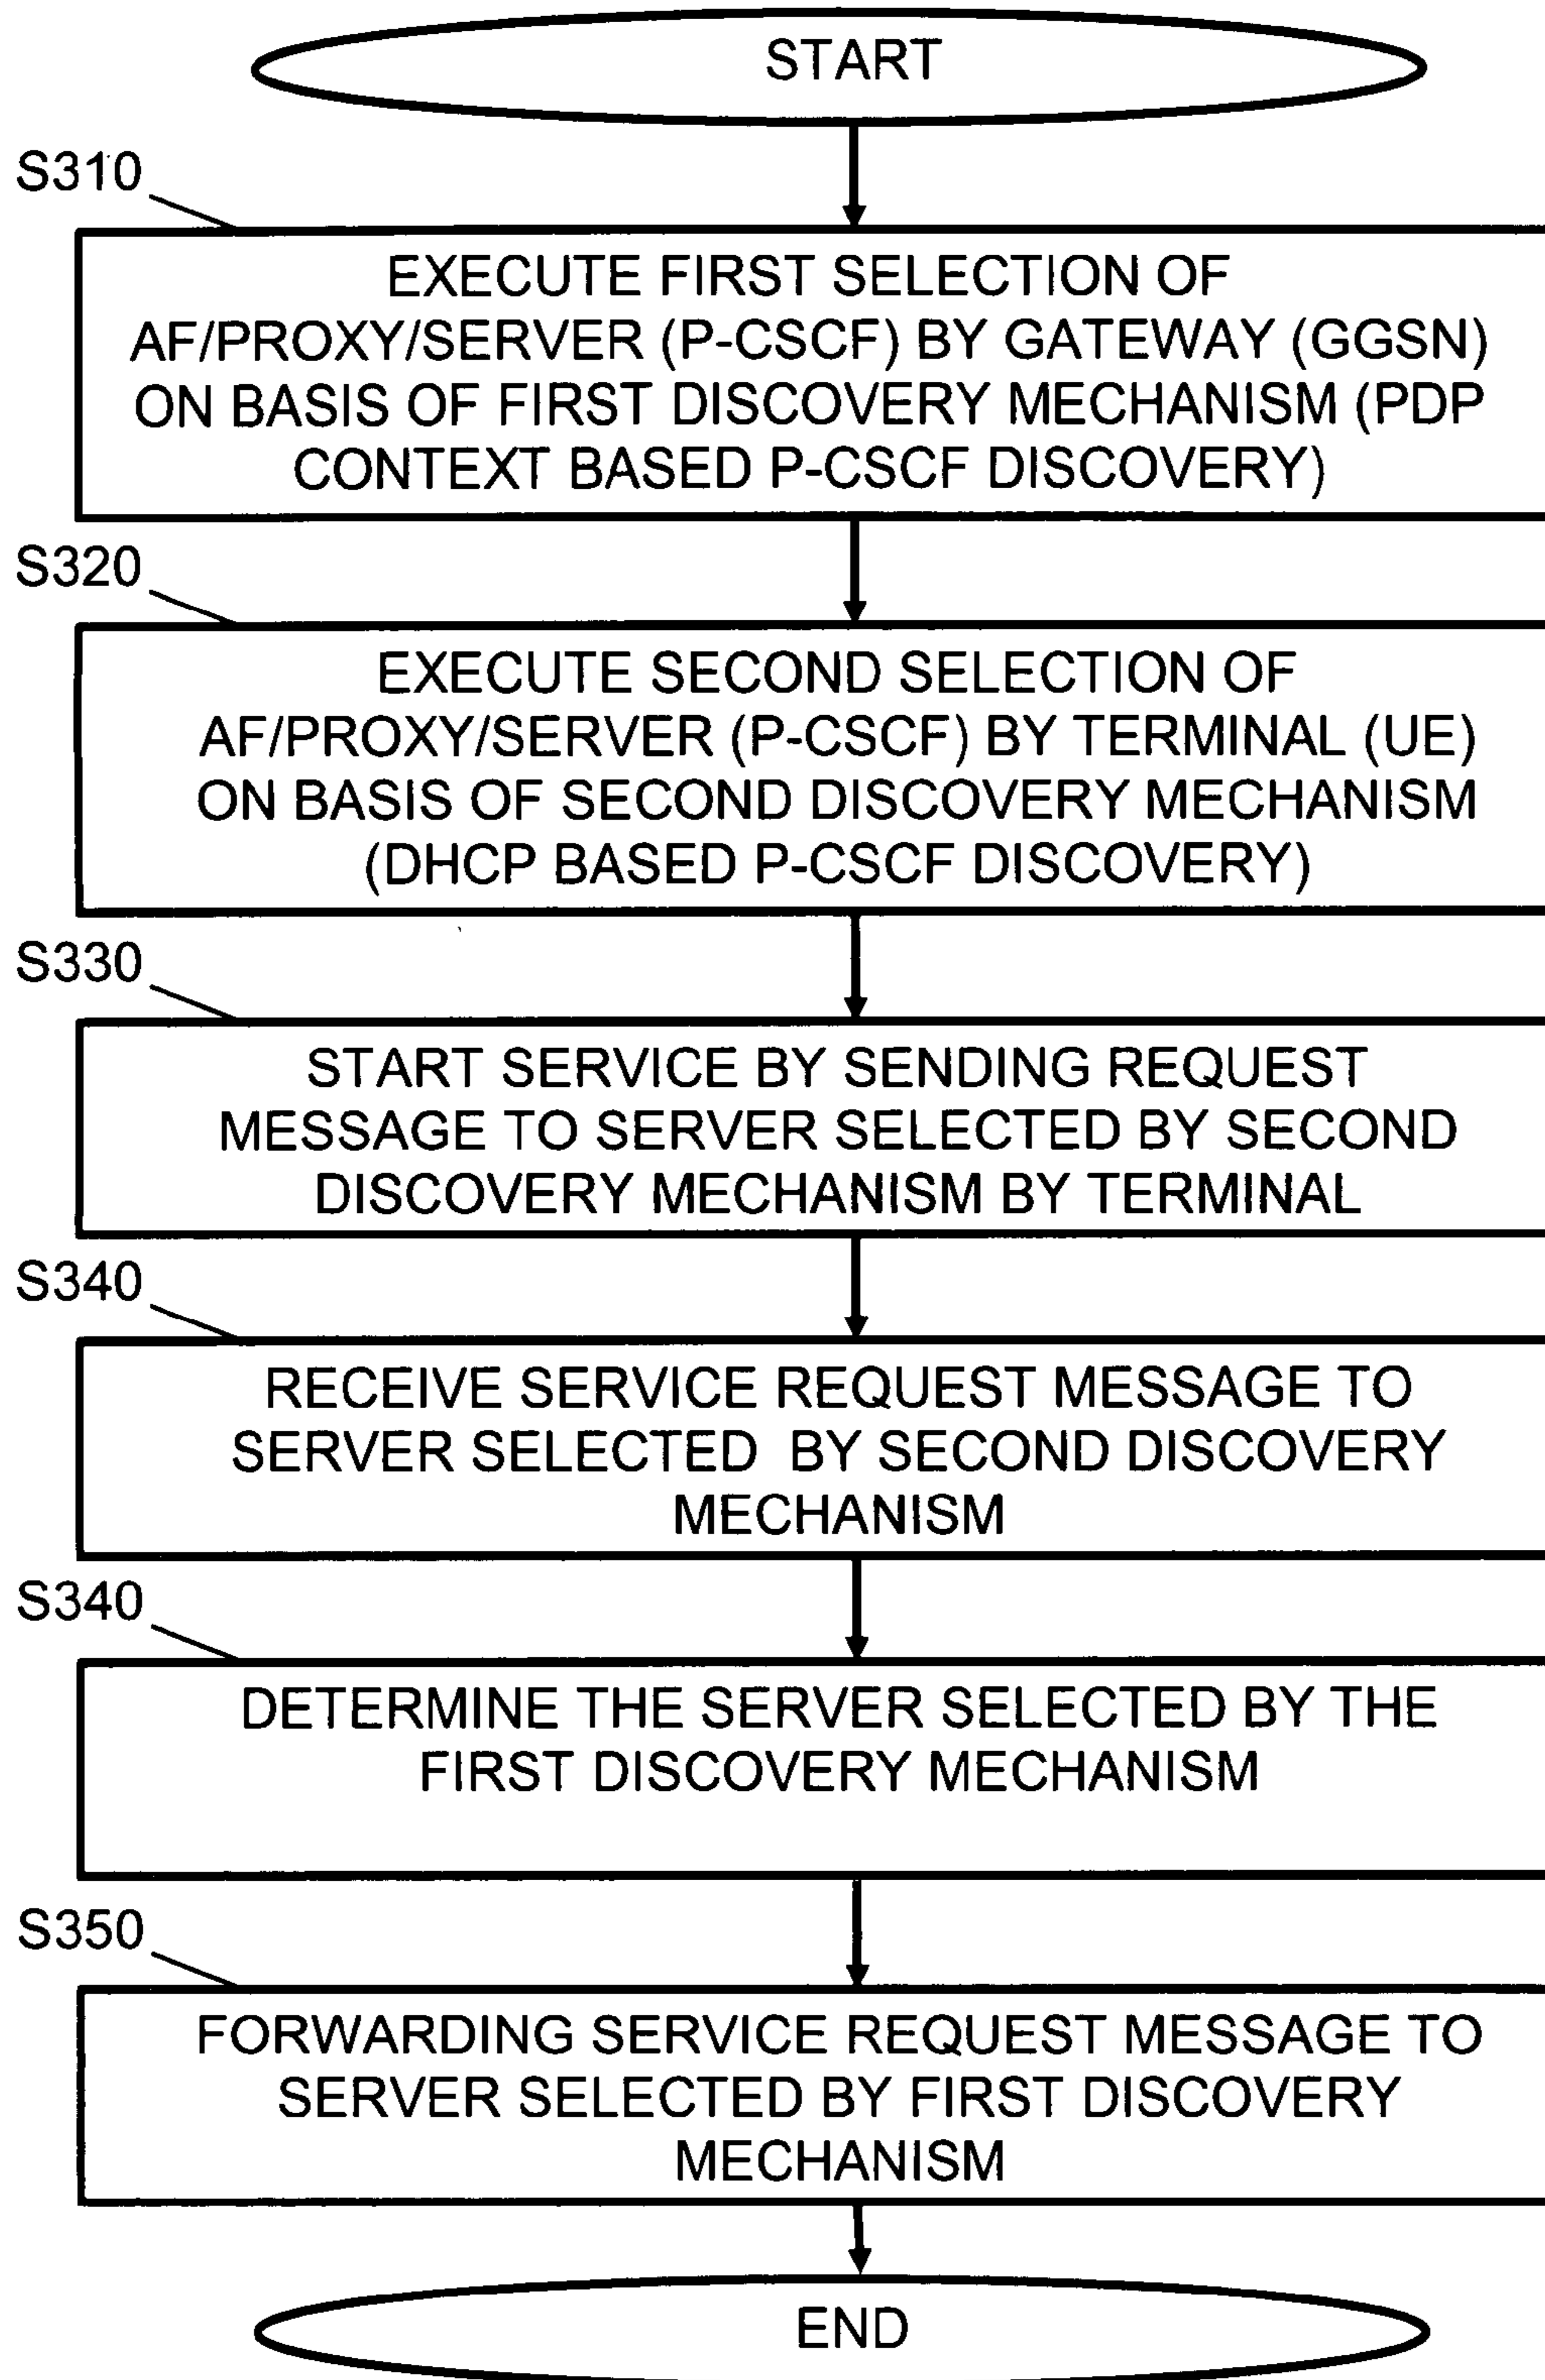 START
S310
EXECUTE FIRST SELECTION OF
AF/PROXY/SERVER (P-CSCF) BY GATEWAY (GGSN)
ON BASIS OF FIRST DISCOVERY MECHANISM (PDP
CONTEXT BASED P-CSCF DISCOVERY)
S320
EXECUTE SECOND SELECTION OF
AF/PROXY/SERVER (P-CSCF) BY TERMINAL (UE)
ON BASIS OF SECOND DISCOVERY MECHANISM
(DHCP BASED P-CSCF DISCOVERY)
S330
START SERVICE BY SENDING REQUEST
MESSAGE TO SERVER SELECTED BY SECOND
DISCOVERY MECHANISM BY TERMINAL
S340
RECEIVE SERVICE REQUEST MESSAGE TO
SERVER SELECTED BY SECOND DISCOVERY
MECHANISM
S340
DETERMINE THE SERVER SELECTED BY THE
FIRST DISCOVERY MECHANISM
S350
FORWARDING SERVICE REQUEST MESSAGE TO
SERVER SELECTED BY FIRST DISCOVERY
MECHANISM
END